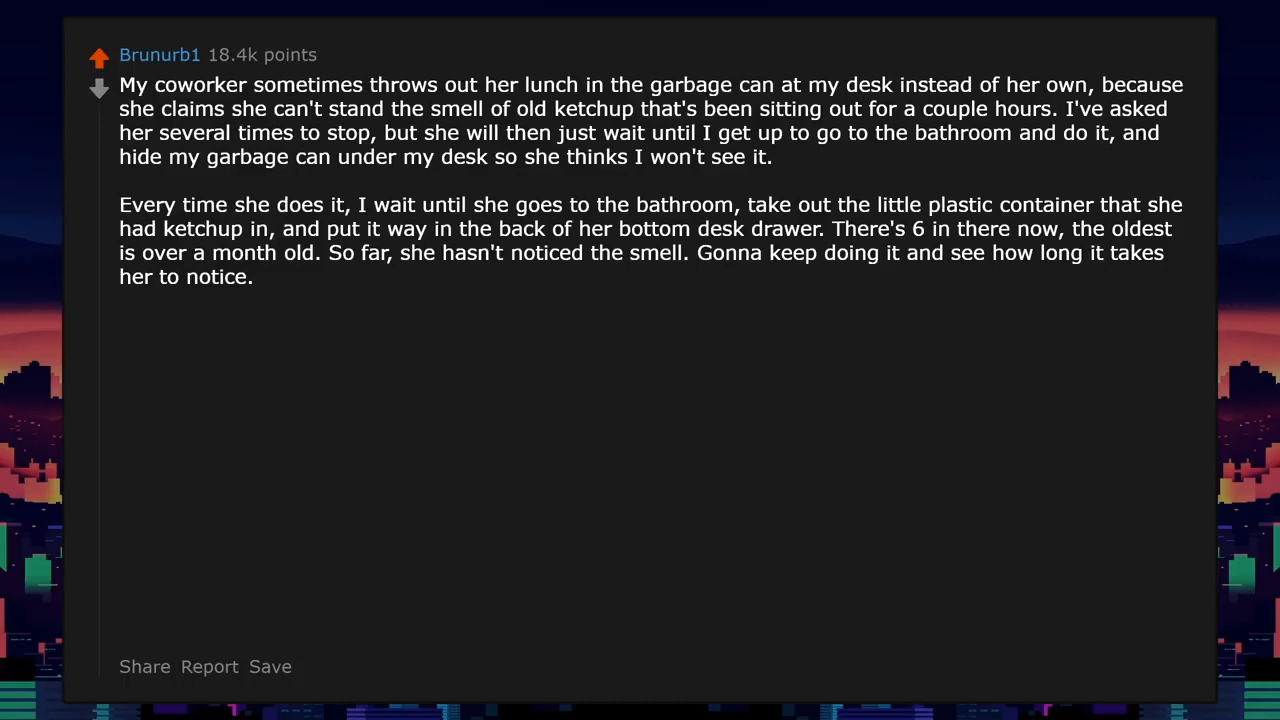 Brunurb1 18.4k points
My coworker sometimes throws out her lunch in the garbage can at my desk instead of her own, because
she claims she can't stand the smell of old ketchup that's been sitting out for a couple hours. I've asked
her several times to stop, but she will then just wait until I get up to go to the bathroom and do it, and
hide my garbage can under my desk so she thinks I won't see it.
Every time she does it, I wait until she goes to the bathroom, take out the little plastic container that she
had ketchup in, and put it way in the back of her bottom desk drawer. There's 6 in there now, the oldest
is over a month old. So far, she hasn't noticed the smell. Gonna keep doing it and see how long it takes
her to notice.
Share Report Save